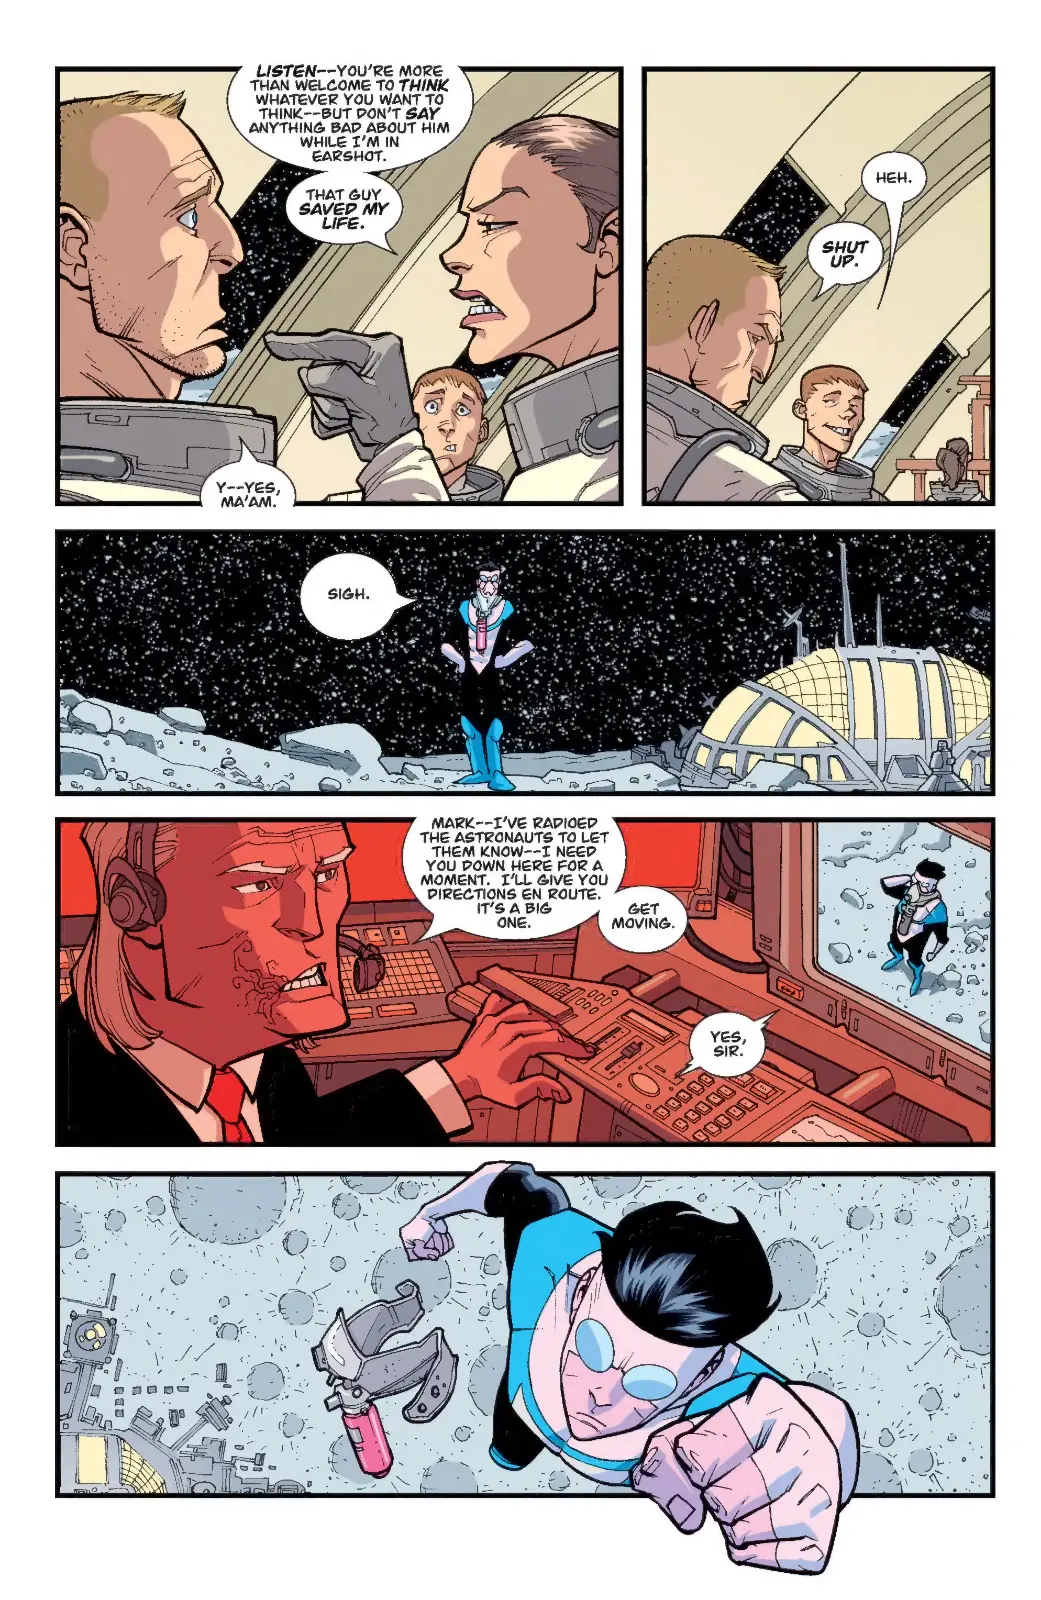 LISTEN--YOU'RE MORE
THAN WELCOME TO THINK
WHATEVER YOU WANT TO
THINK--BUT DON'T SAY
ANYTHING BAD ABOUT HIM
WHILE I'M IN
EARSHOT.
THAT GUY
SAVED MY
LIFE.
Y--YES,
MA'AM.
HEH.
SHUT
UP.
SIGH.
MARK--I'VE RADIOED
THE ASTRONAUTS TO LET
THEM KNOW--I NEED
YOU DOWN HERE FOR A
MOMENT. I'LL GIVE YOU
DIRECTIONS EN ROUTE.
IT'S A BIG
ONE.
GET
MOVING.
YES,
SIR.